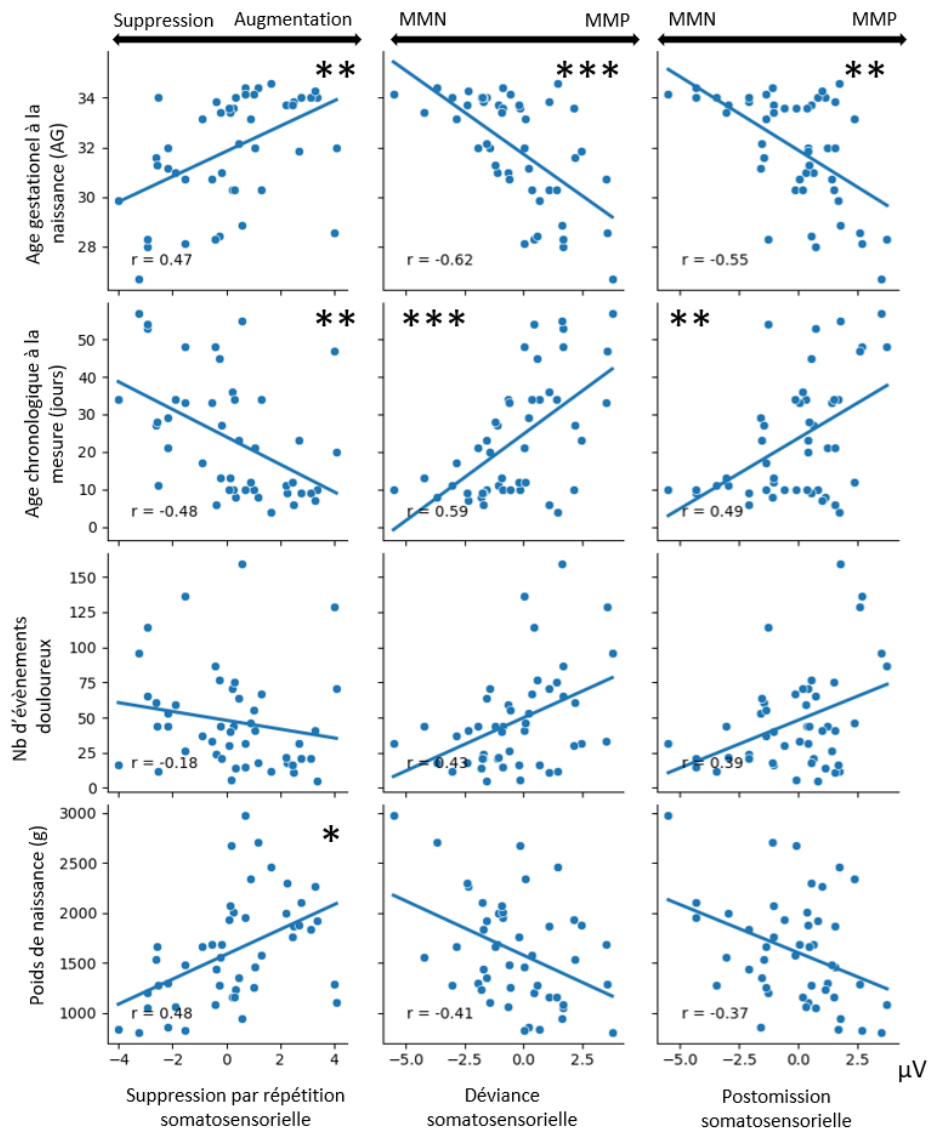 Suppression Augmentation MMN MMP MMN MMP
** *** **
Age gestationel à la
naissance (AG)
34
32
30
28
r = 0.47 r = -0.62 r = -0.55
** *** **
Age chronologique à la
mesure (jours)
50
40
30
20
10
0
r = -0.48 r = 0.59 r = 0.49
Nb d'évènements
douloureux
150
125
100
75
50
25
0
r = -0.18 r = 0.43 r = 0.39
*
Poids de naissance (g)
3000
2500
2000
1500
1000
r = 0.48 r = -0.41 r = -0.37
−4 −2 0 2 4 −5.0 −2.5 0.0 2.5 −5.0 −2.5 0.0 2.5
µV
Suppression par répétition
somatosensorielle
Déviance
somatosensorielle
Postomission
somatosensorielle